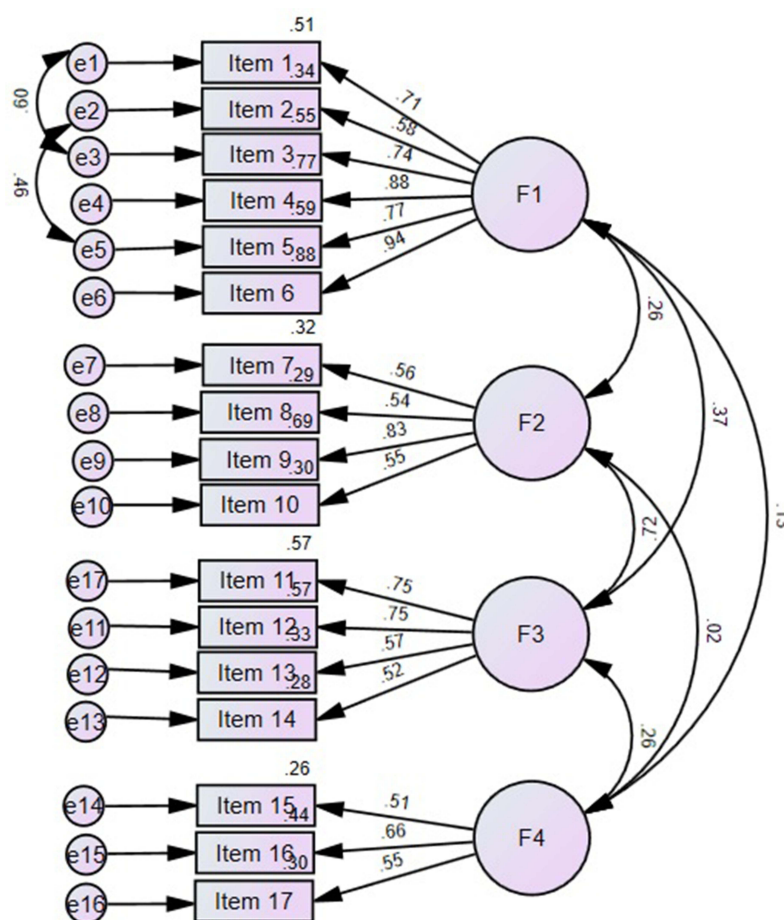 .51
e1 Item 1 .34 .71
.09 e2 Item 2 .55 .58
e3 Item 3 .77 .74 F1
.46 e4 Item 4 .59 .88
e5 Item 5 .88 .77
e6 Item 6 .94
.26
.32
e7 Item 7 .29 .56
e8 Item 8 .69 .54 F2 .37
e9 Item 9 .30 .83
e10 Item 10 .55
.57 .27
e17 Item 11 .57 .75
e11 Item 12 .33 .75 F3 .02
e12 Item 13 .28 .57
e13 Item 14 .52
.26
.26
e14 Item 15 .44 .51
e15 Item 16 .30 .66 F4
e16 Item 17 .55